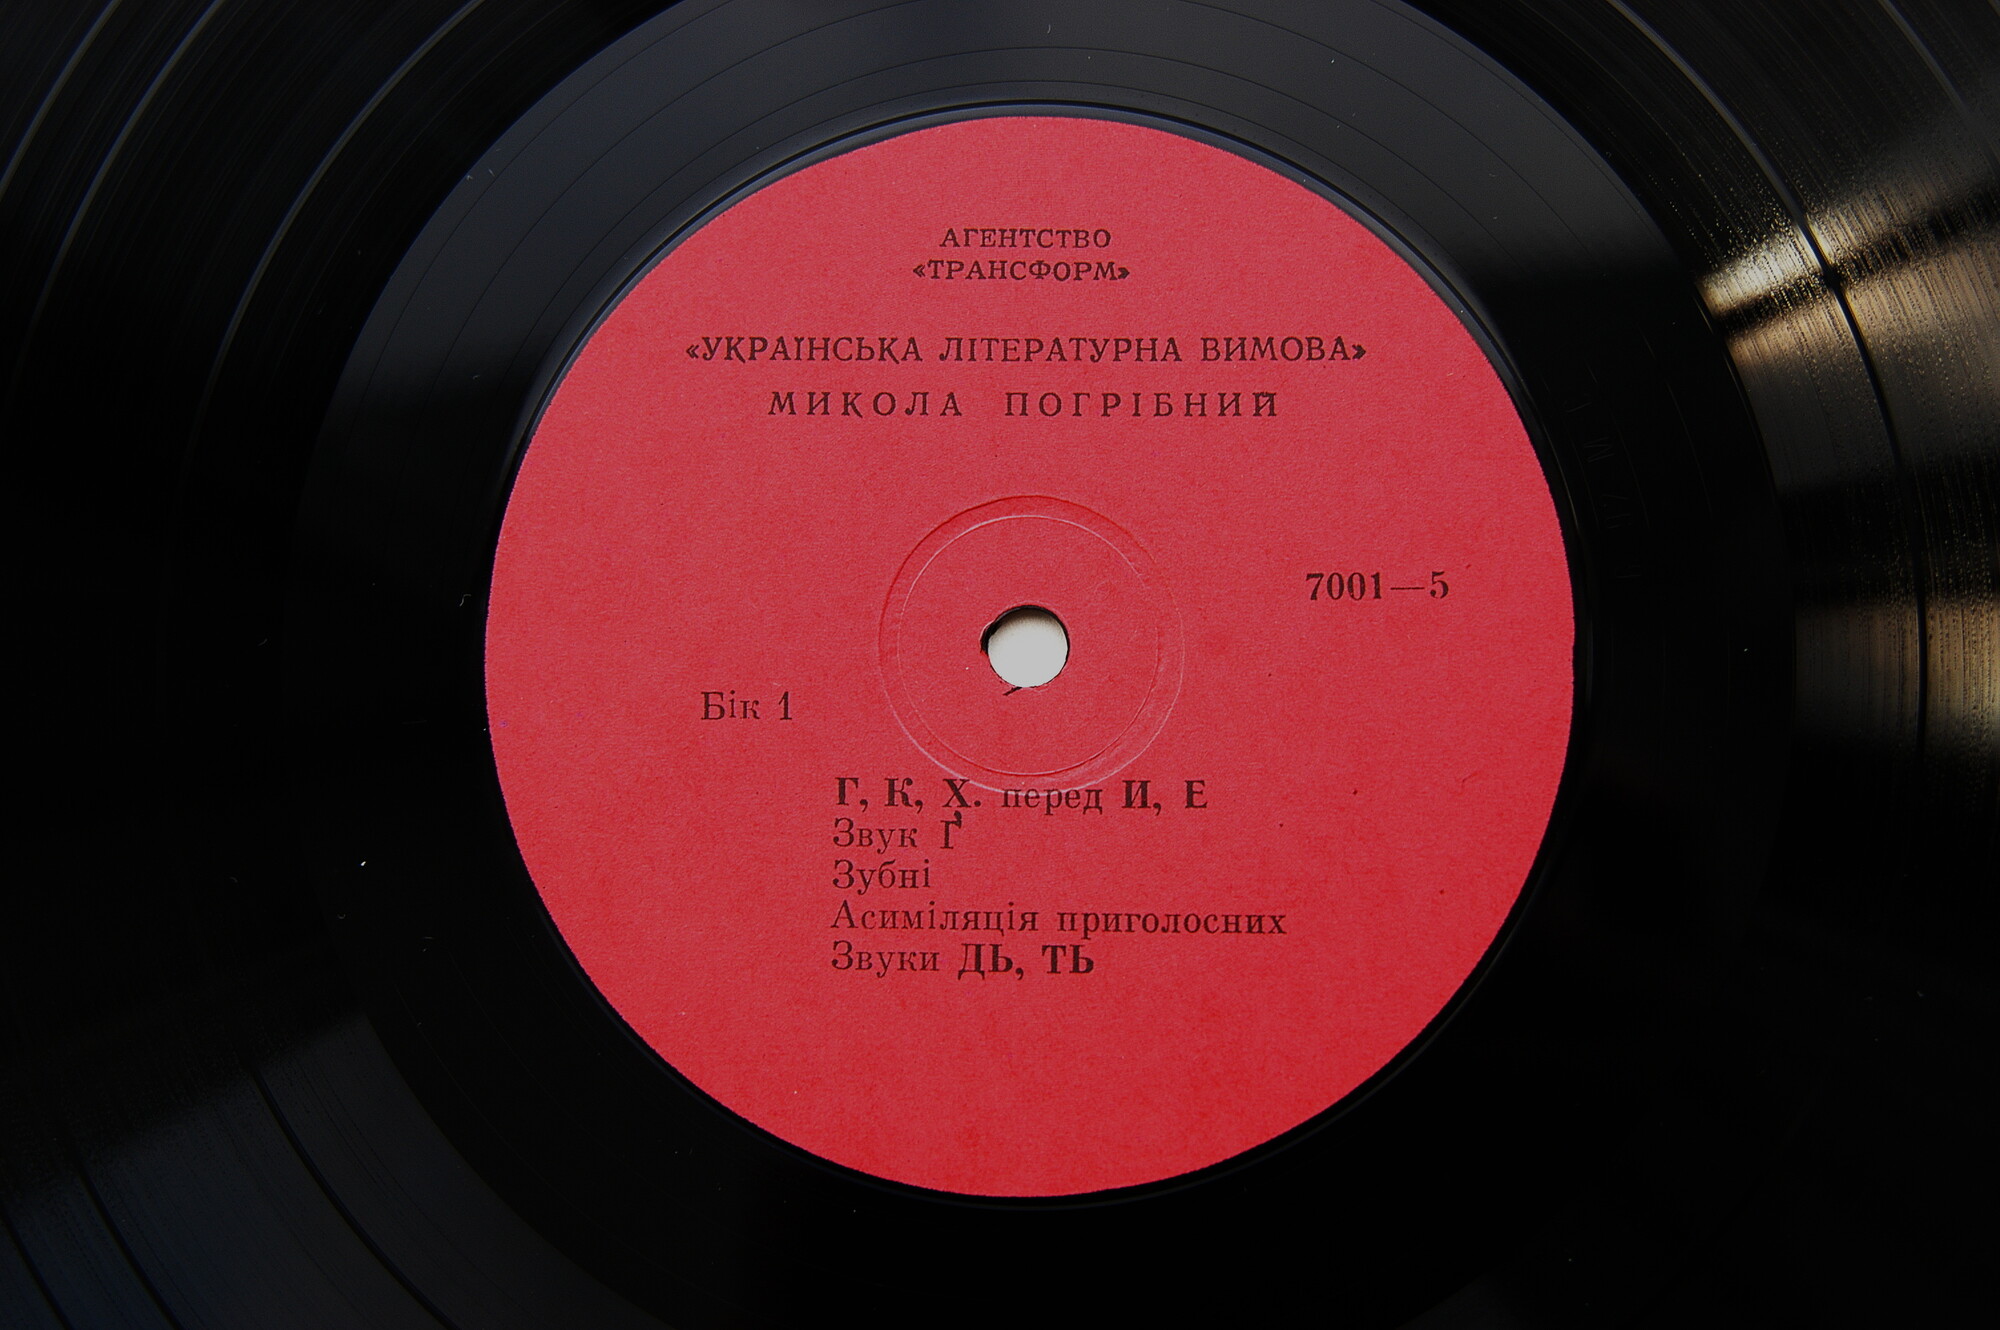 АГЕНТСТВО
«ТРАНСФОРМ»
«УКРАЇНСЬКА ЛІТЕРАТУРНА ВИМОВА»
МИКОЛА ПОГРІБНИЙ
7001—5
Бік 1
Г, К, Х. перед И, Е
Звук Ґ
Зубні
Асиміляція приголосних
Звуки ДЬ, ТЬ